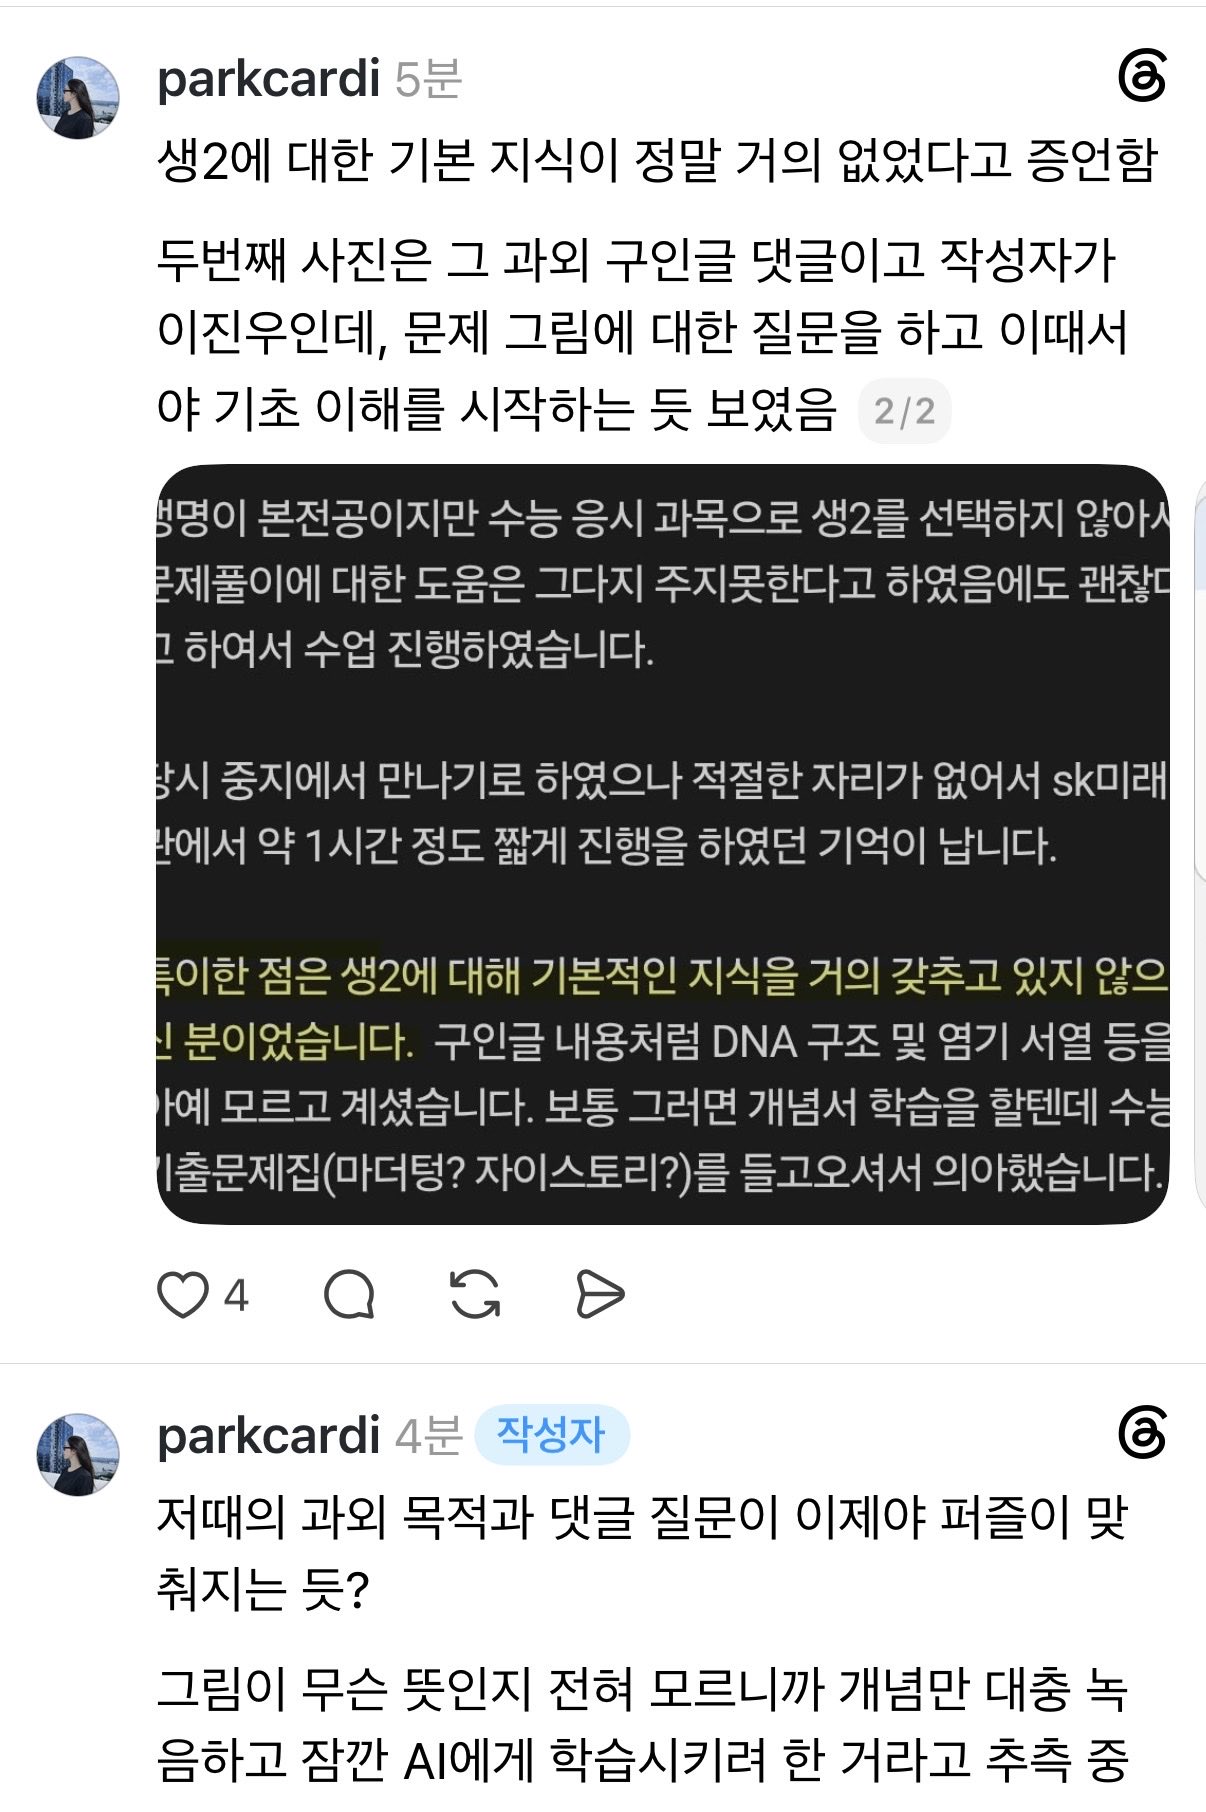 parkcardi 5분
생2에 대한 기본 지식이 정말 거의 없었다고 증언함
두번째 사진은 그 과외 구인글 댓글이고 작성자가
이진우인데, 문제 그림에 대한 질문을 하고 이때서
야 기초 이해를 시작하는 듯 보였음 2/2
생명이 본전공이지만 수능 응시 과목으로 생2를 선택하지 않아서
문제풀이에 대한 도움은 그다지 주지못한다고 하였음에도 괜찮다
고 하여서 수업 진행하였습니다.
당시 중지에서 만나기로 하였으나 적절한 자리가 없어서 sk미래
관에서 약 1시간 정도 짧게 진행을 하였던 기억이 납니다.
특이한 점은 생2에 대해 기본적인 지식을 거의 갖추고 있지 않으
신 분이었습니다. 구인글 내용처럼 DNA 구조 및 염기 서열 등을
아예 모르고 계셨습니다. 보통 그러면 개념서 학습을 할텐데 수능
기출문제집(마더텅? 자이스토리?)를 들고오셔서 의아했습니다.
4
parkcardi 4분 작성자
저때의 과외 목적과 댓글 질문이 이제야 퍼즐이 맞
춰지는 듯?
그림이 무슨 뜻인지 전혀 모르니까 개념만 대충 녹
음하고 잠깐 AI에게 학습시키려 한 거라고 추측 중